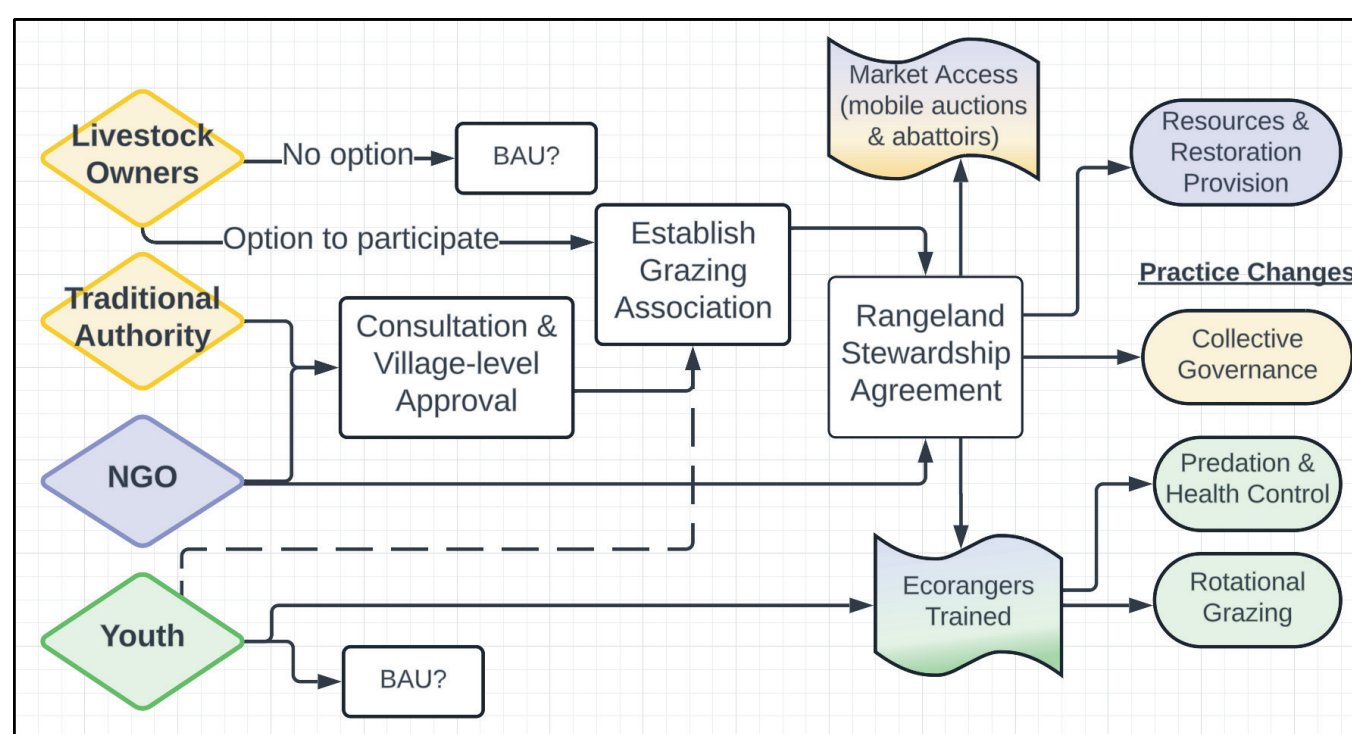 Livestock
Owners
No option
BAU?
Option to participate
Traditional
Authority
Consultation &
Village-level
Approval
Establish
Grazing
Association
NGO
Youth
BAU?
Market Access
(mobile auctions
& abattoirs)
Rangeland
Stewardship
Agreement
Ecorangers
Trained
Resources &
Restoration
Provision
Practice Changes
Collective
Governance
Predation &
Health Control
Rotational
Grazing